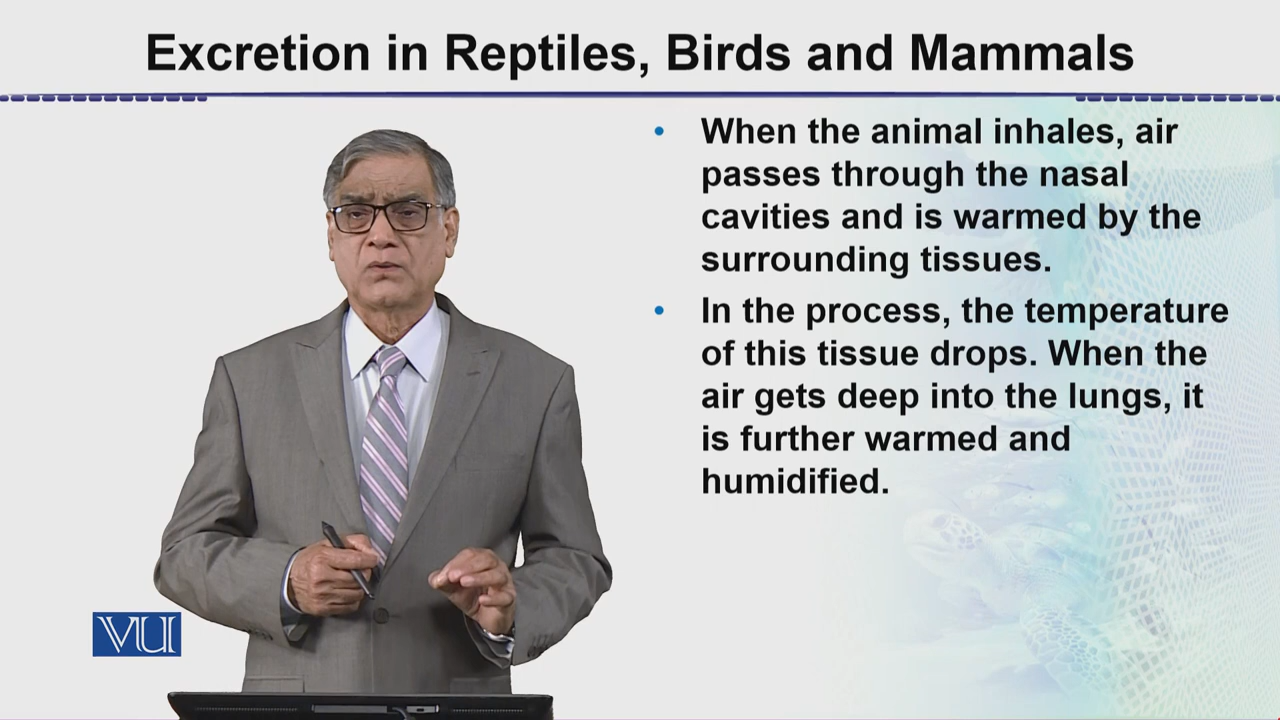 Excretion in Reptiles, Birds and Mammals
• When the animal inhales, air
passes through the nasal
cavities and is warmed by the
surrounding tissues.
• In the process, the temperature
of this tissue drops. When the
air gets deep into the lungs, it
is further warmed and
humidified.
VU